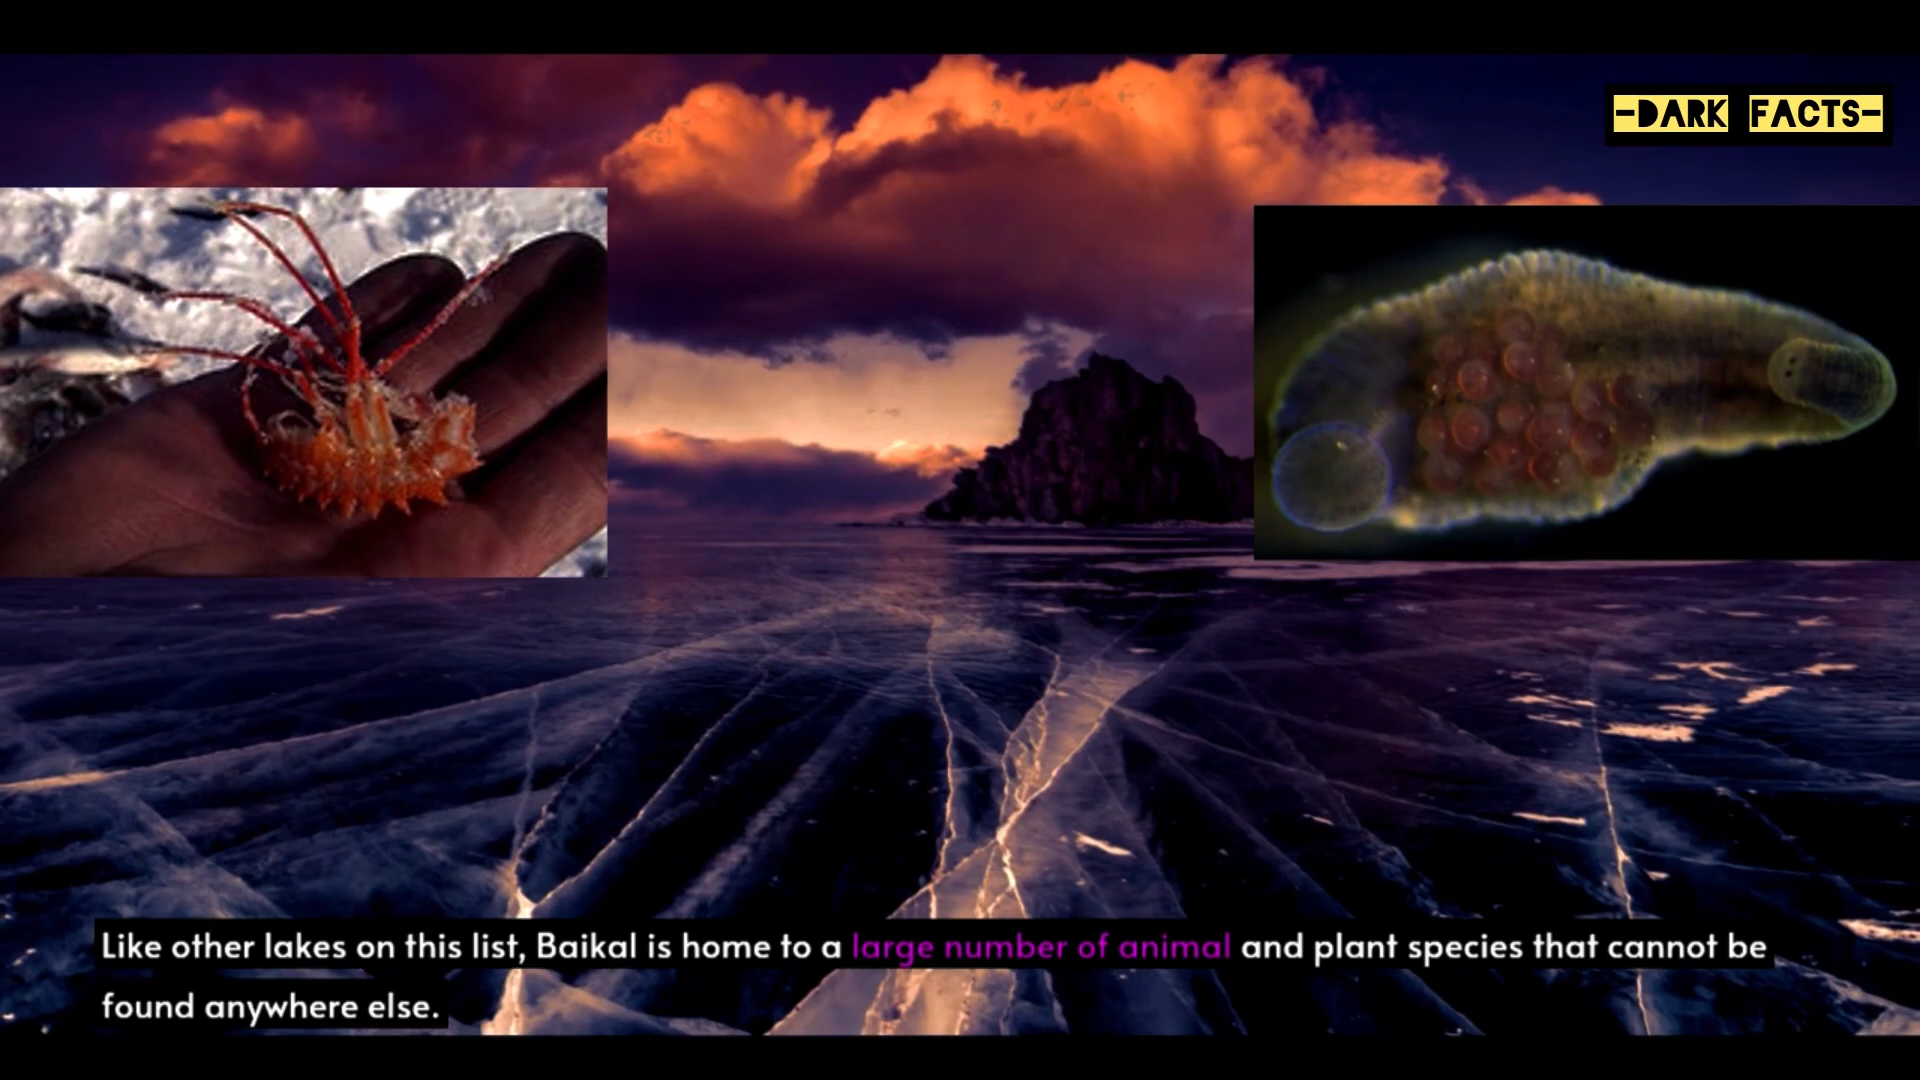 -DARK FACTS-
Like other lakes on this list, Baikal is home to a large number of animal and plant species that cannot be
found anywhere else.